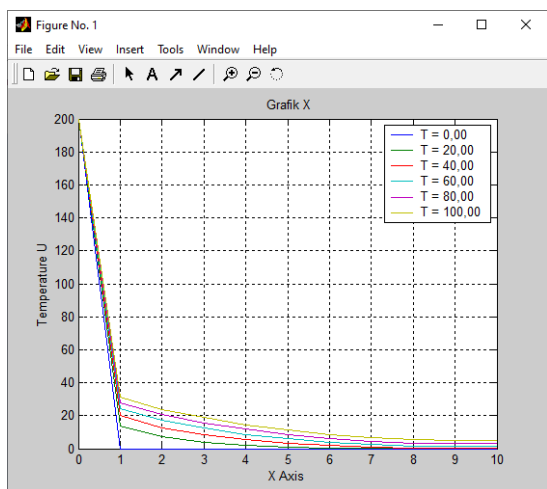 Figure No. 1
File Edit View Insert Tools Window Help
A
Grafik X
200
180
160
140
120
100
80
60
40
20
0
Temperature U
T = 0,00
T = 20,00
T = 40,00
T = 60,00
T = 80,00
T = 100,00
0 1 2 3 4 5 6 7 8 9 10
X Axis